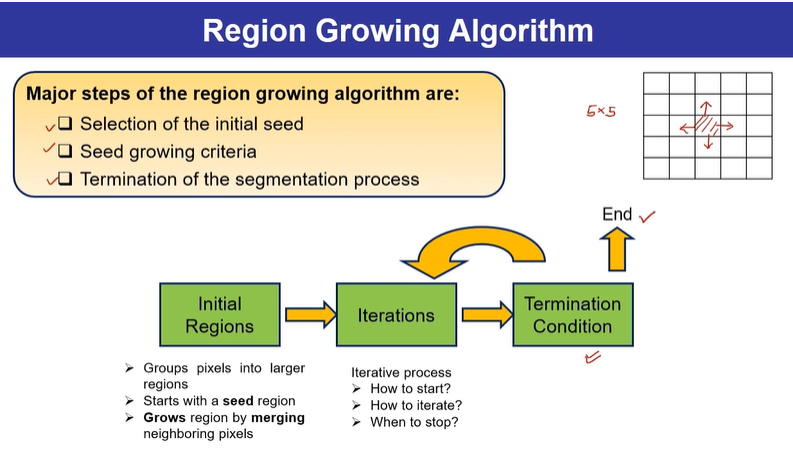 Region Growing Algorithm
Major steps of the region growing algorithm are:
Selection of the initial seed
Seed growing criteria
Termination of the segmentation process
5×5
End
Initial
Regions
Iterations
Termination
Condition
Groups pixels into larger
regions
Starts with a seed region
Grows region by merging
neighboring pixels
Iterative process
How to start?
How to iterate?
When to stop?